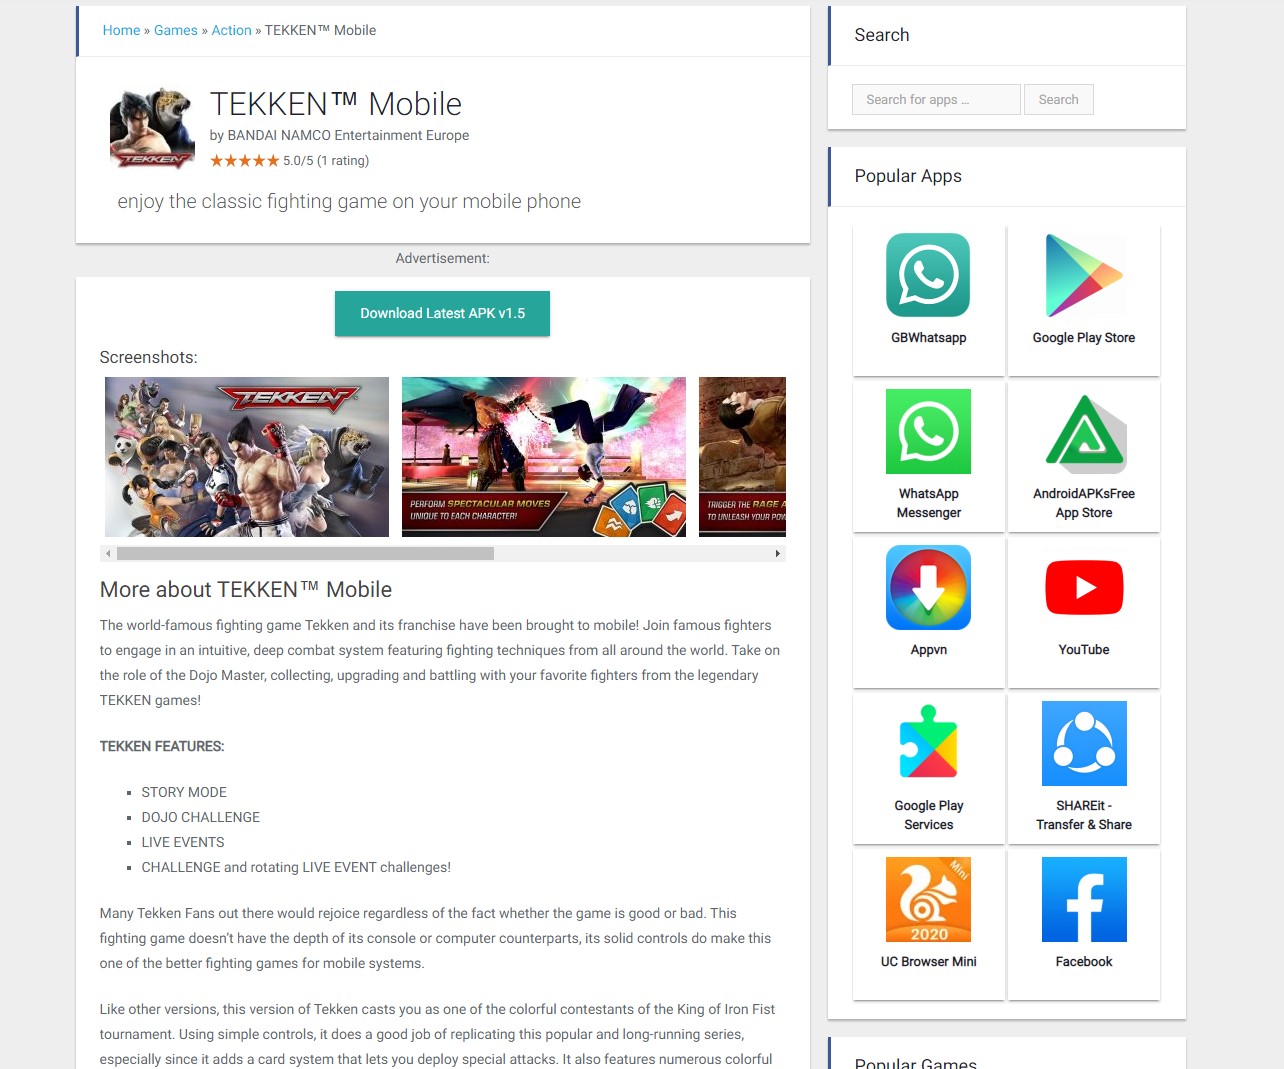 Home » Games » Action » TEKKEN™ Mobile
TEKKEN
TEKKEN™ Mobile
by BANDAI NAMCO Entertainment Europe
5.0/5 (1 rating)
enjoy the classic fighting game on your mobile phone
Advertisement:
Download Latest APK v1.5
Screenshots:
TEKKEN
PERFORM SPECTACULAR MOVES
UNIQUE TO EACH CHARACTER!
TRIGGER THE RAGE A
TO UNLEASH YOUR POW
More about TEKKEN™ Mobile
The world-famous fighting game Tekken and its franchise have been brought to mobile! Join famous fighters
to engage in an intuitive, deep combat system featuring fighting techniques from all around the world. Take on
the role of the Dojo Master, collecting, upgrading and battling with your favorite fighters from the legendary
TEKKEN games!
TEKKEN FEATURES:
STORY MODE
DOJO CHALLENGE
LIVE EVENTS
CHALLENGE and rotating LIVE EVENT challenges!
Many Tekken Fans out there would rejoice regardless of the fact whether the game is good or bad. This
fighting game doesn't have the depth of its console or computer counterparts, its solid controls do make this
one of the better fighting games for mobile systems.
Like other versions, this version of Tekken casts you as one of the colorful contestants of the King of Iron Fist
tournament. Using simple controls, it does a good job of replicating this popular and long-running series,
especially since it adds a card system that lets you deploy special attacks. It also features numerous colorful
Search
Search for apps …
Search
Popular Apps
GBWhatsapp
Google Play Store
WhatsApp
Messenger
AndroidAPKsFree
App Store
Appvn
YouTube
Google Play
Services
SHAREit -
Transfer & Share
Mini
2020
UC Browser Mini
Facebook
Popular Games